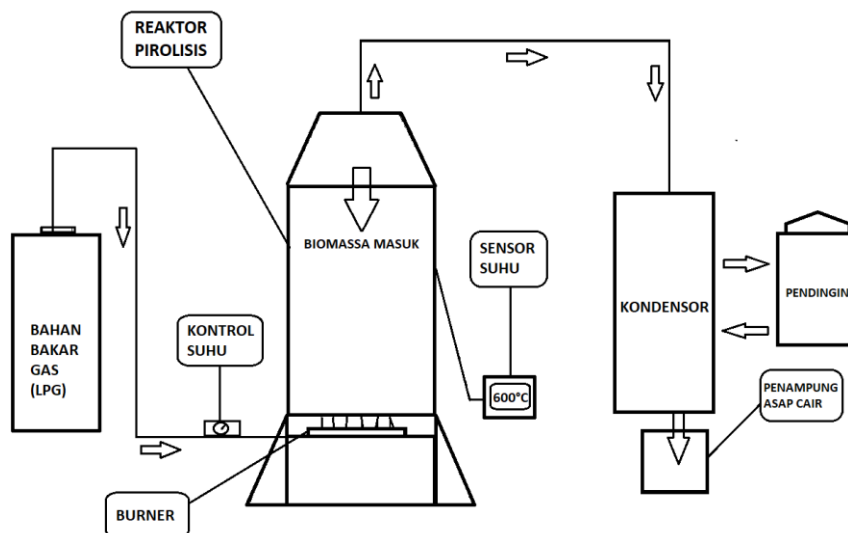 REAKTOR
PIROLISIS
BIOMASSA MASUK
SENSOR
SUHU
600°C
KONTROL
SUHU
BAHAN
BAKAR
GAS
(LPG)
BURNER
KONDENSOR
PENDINGIN
PENAMPUNG
ASAP CAIR